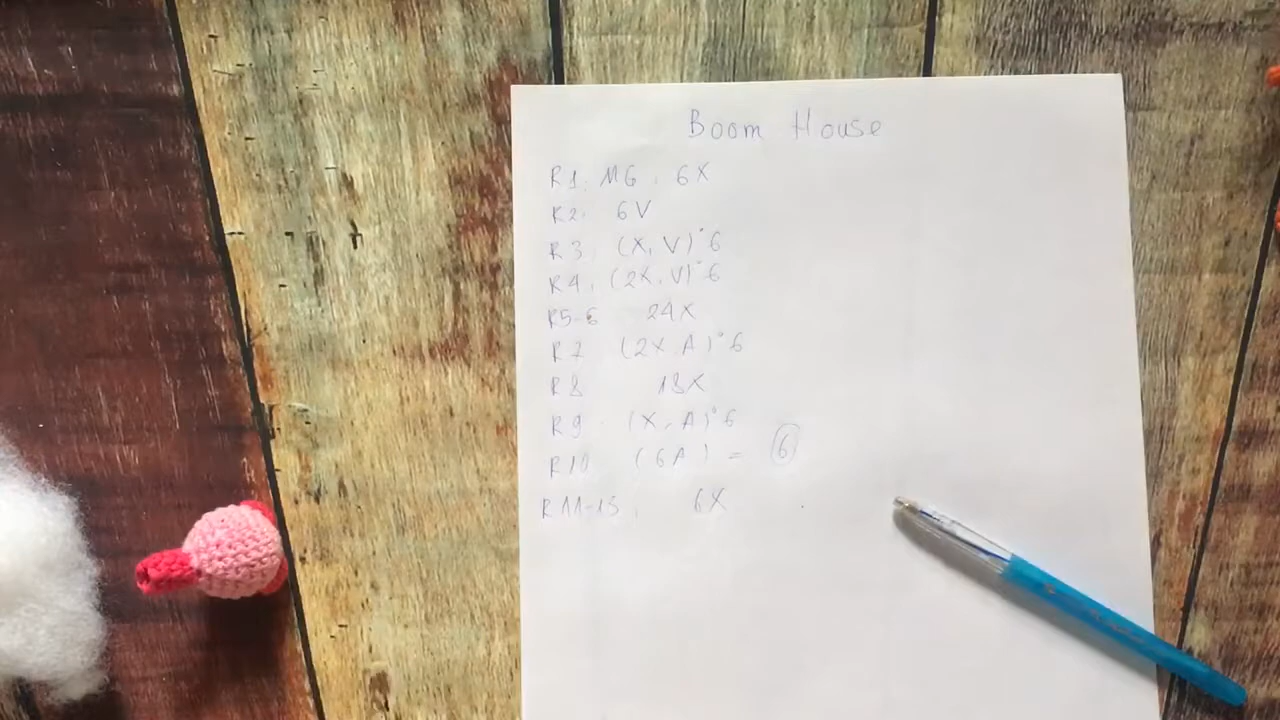 Boom House
R1: MG : 6X
R2: 6V
R3: (X, V)*6
R4: (2X, V)*6
R5-6 24X
R7 (2X A)*6
R8 18X
R9 (X, A)*6
R10 (6A) = 6
R11-15: 6X